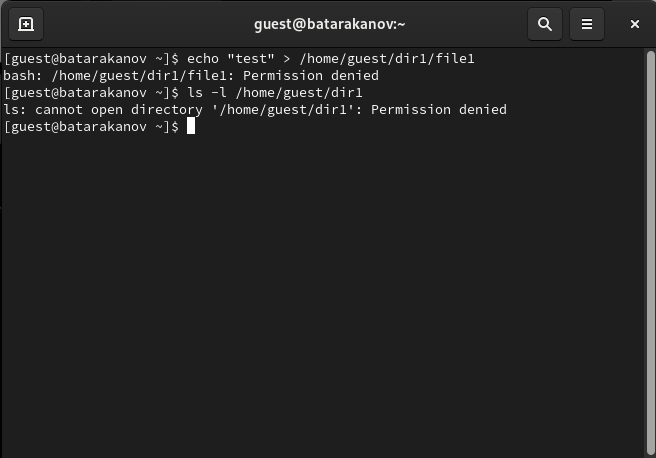 guest@batarakanov:~
[guest@batarakanov ~]$ echo "test" > /home/guest/dir1/file1
bash: /home/guest/dir1/file1: Permission denied
[guest@batarakanov ~]$ ls -l /home/guest/dir1
ls: cannot open directory '/home/guest/dir1': Permission denied
[guest@batarakanov ~]$